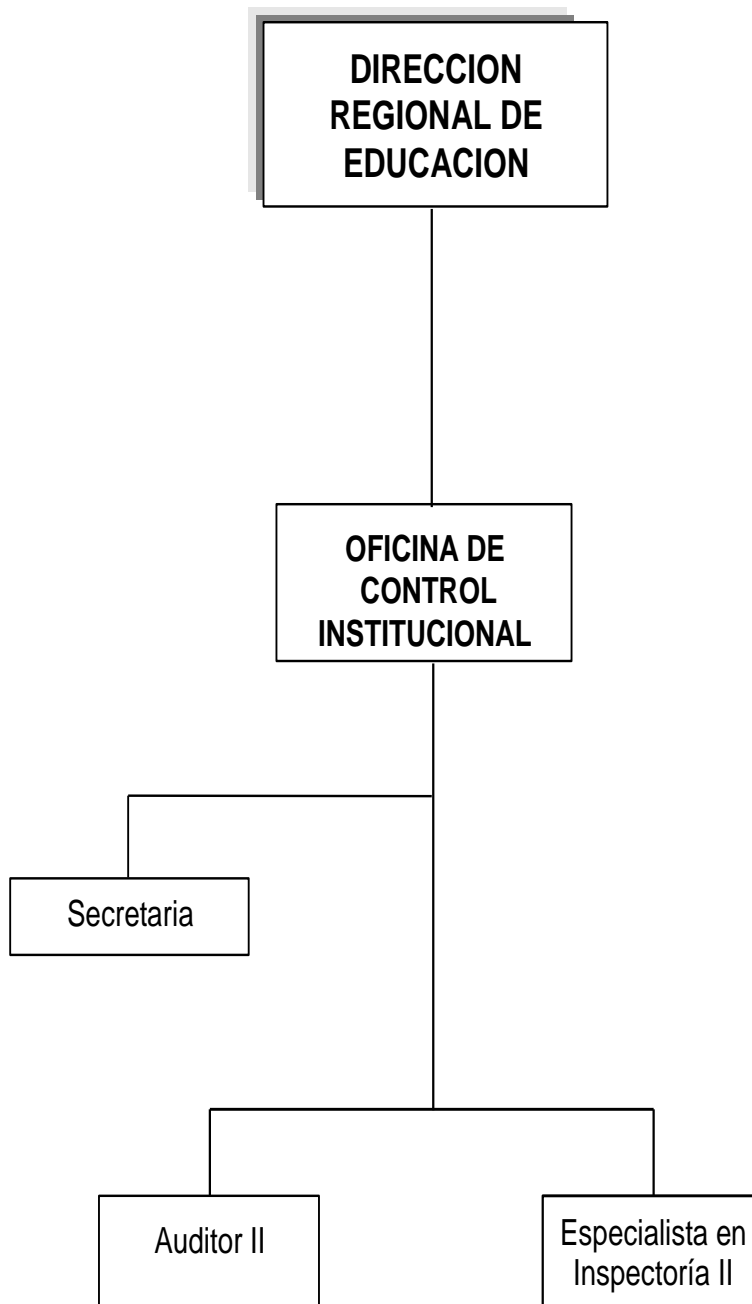 DIRECCION
REGIONAL DE
EDUCACION
OFICINA DE
CONTROL
INSTITUCIONAL
Secretaria
Auditor II
Especialista en
Inspectoría II